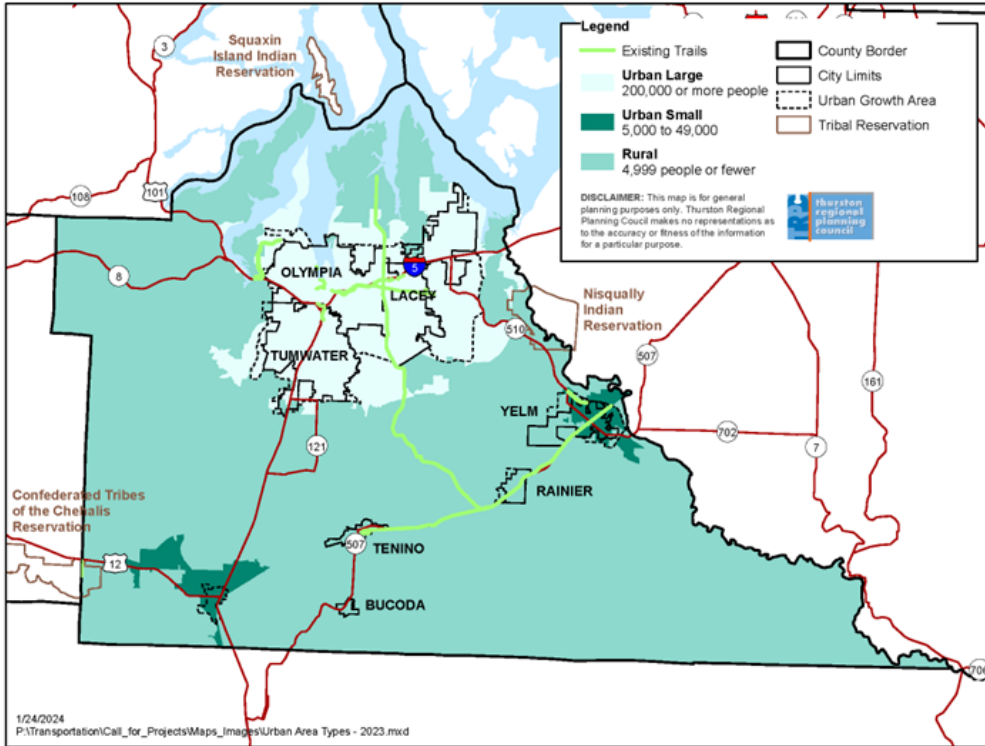 Legend
Existing Trails
Urban Large
200,000 or more people
Urban Small
5,000 to 49,000
Rural
4,999 people or fewer
County Border
City Limits
Urban Growth Area
Tribal Reservation
DISCLAIMER: This map is for general
planning purposes only. Thurston Regional
Planning Coucil makes no representations as
to the accuracy or fitness of the information
for a particular purpose.
TRPC
thurston
regional
planning
council
3
Squaxin
Island Indian
Reservation
108
101
8
OLYMPIA
5
LACEY
TUMWATER
510
Nisqually
Indian
Reservation
507
161
YELM
702
7
121
RAINIER
Confederated Tribes
of the Chehalis
Reservation
12
507
TENINO
BUCODA
706
1/24/2024
P:\Transportation\Call_for_Projects\Maps_Images\Urban Area Types - 2023.mxd